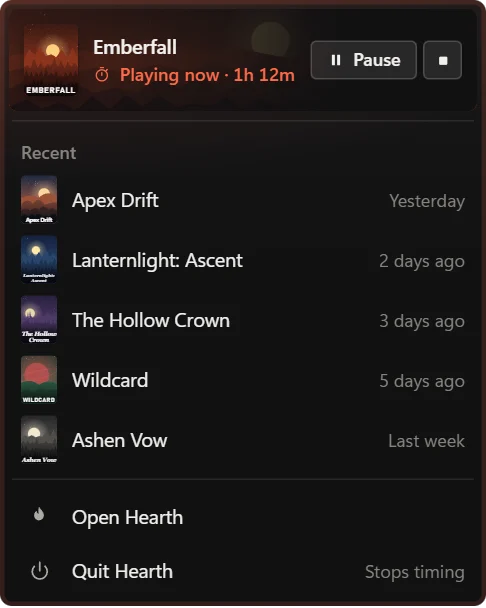 EMBERFALL
Emberfall
Playing now · 1h 12m
Pause
Recent
Apex Drift
Apex Drift
Yesterday
Lanternlight:
Ascent
Lanternlight: Ascent
2 days ago
The Hollow
Crown
The Hollow Crown
3 days ago
WILDCARD
Wildcard
5 days ago
Ashen Vow
Ashen Vow
Last week
Open Hearth
Quit Hearth
Stops timing